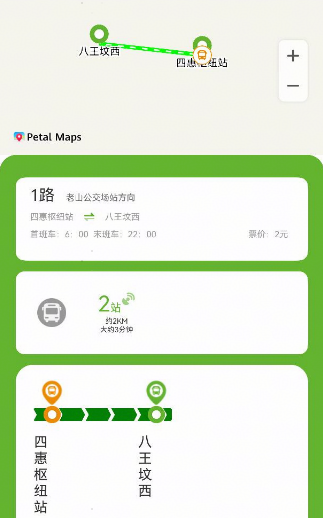 八王坟西
四惠枢纽站
Petal Maps
1路 老山公交场站方向
四惠枢纽站 八王坟西
首班车: 6: 00 末班车: 22: 00 票价: 2元
2站
约2KM
大约3分钟
四惠枢纽站
八王坟西